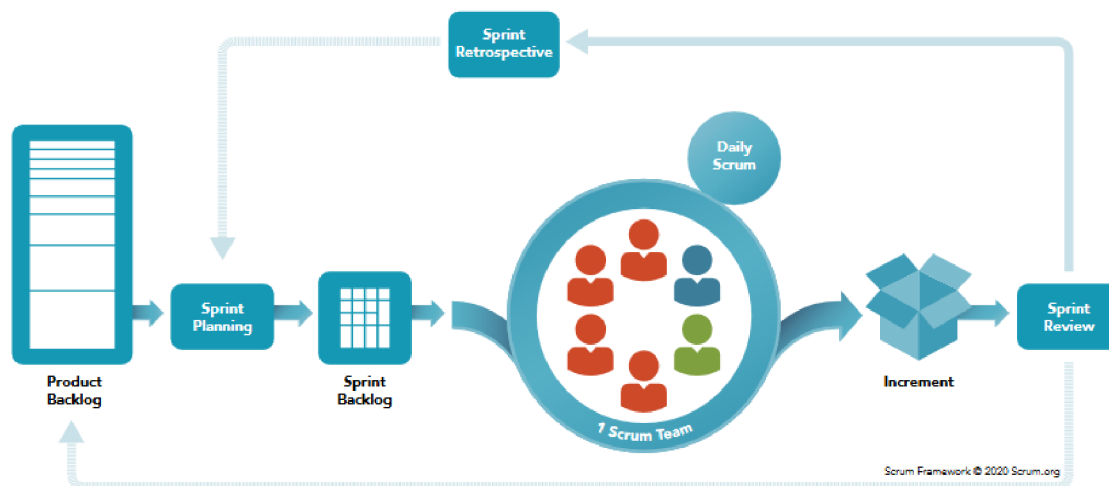 Sprint
Retrospective
Daily
Scrum
Sprint
Planning
Sprint
Review
Product
Backlog
Sprint
Backlog
Increment
1 Scrum Team
Scrum Framework © 2020 Scrum.org